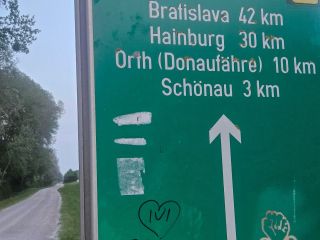 Bratislava 42 km
Hainburg 30 km
Orth (Donaufähre) 10 km
Schönau 3 km